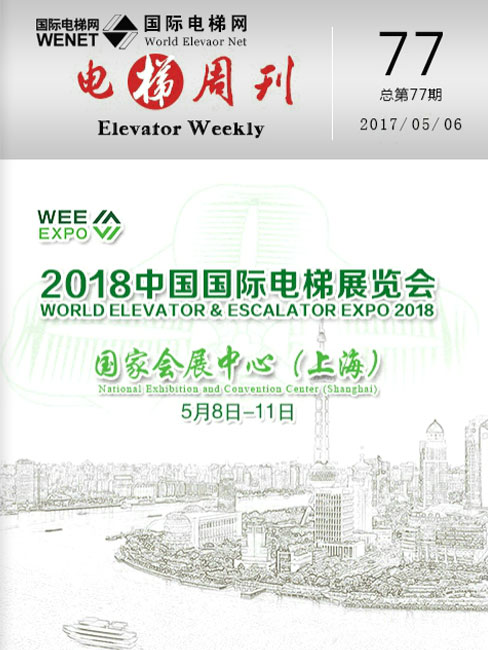 国际电梯网
WENET
国际电梯网
World Elevaor Net
电梯周刊
Elevator Weekly
77
总第77期
2017/05/06
WEE
EXPO
2018中国国际电梯展览会
WORLD ELEVATOR & ESCALATOR EXPO 2018
国家会展中心（上海）
National Exhibition and Convention Center (Shanghai)
5月8日-11日